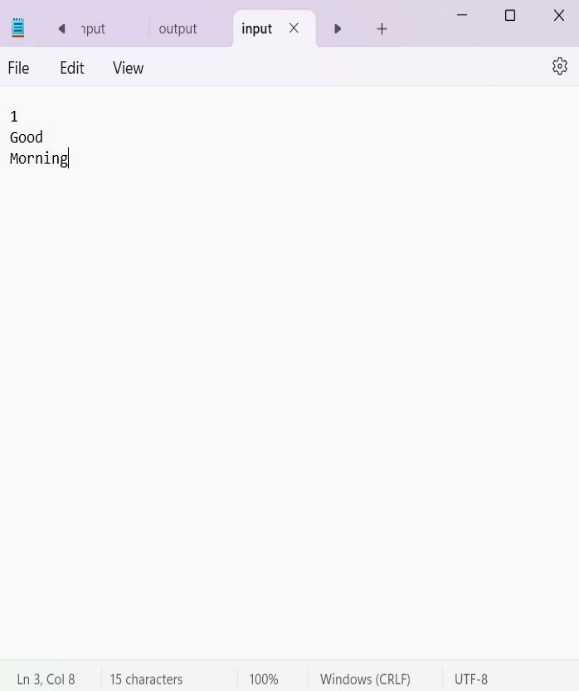 input
output
input
File Edit View
1
Good
Morning
Ln 3, Col 8 15 characters 100% Windows (CRLF) UTF-8